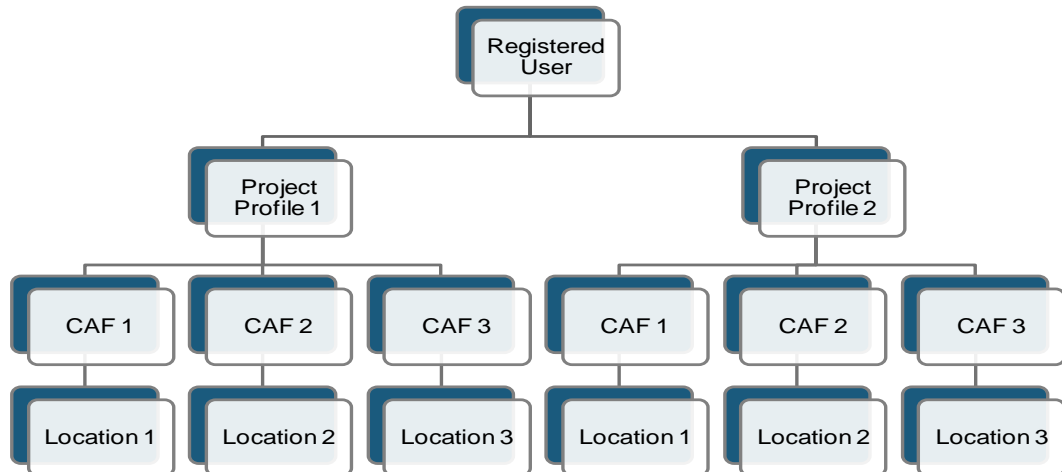 Registered
User
Project
Profile 1
Project
Profile 2
CAF 1
CAF 2
CAF 3
CAF 1
CAF 2
CAF 3
Location 1
Location 2
Location 3
Location 1
Location 2
Location 3